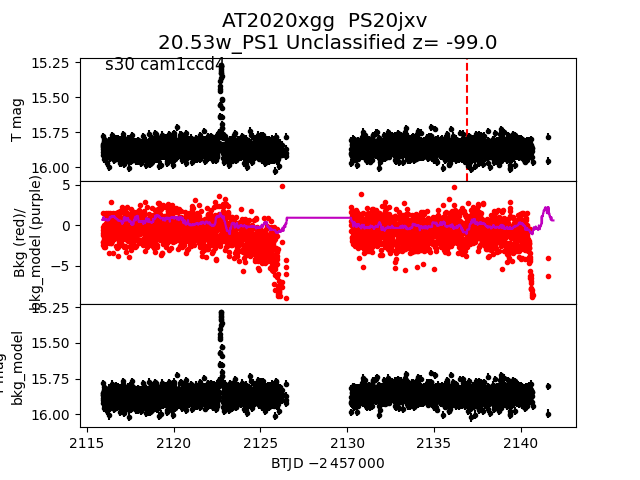 AT2020xgg PS20jxv
20.53w_PS1 Unclassified z= -99.0
s30 cam1ccd4
15.25
15.50
15.75
16.00
T mag
5
0
−5
Bkg (red)/
bkg_model (purple)
15.25
15.50
15.75
16.00
bkg_model
2115
2120
2125
2130
2135
2140
BTJD −2 457 000